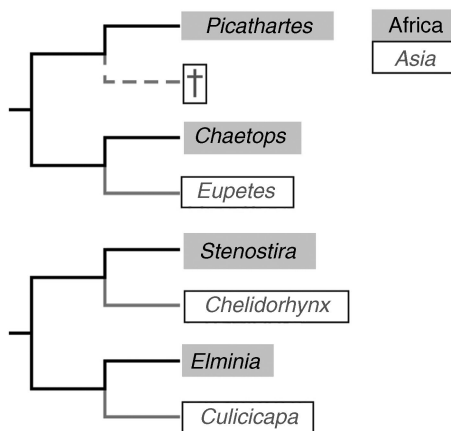 Picathartes
Africa
Asia
†
Chaetops
Eupetes
Stenostira
Chelidorhynx
Elminia
Culicicapa